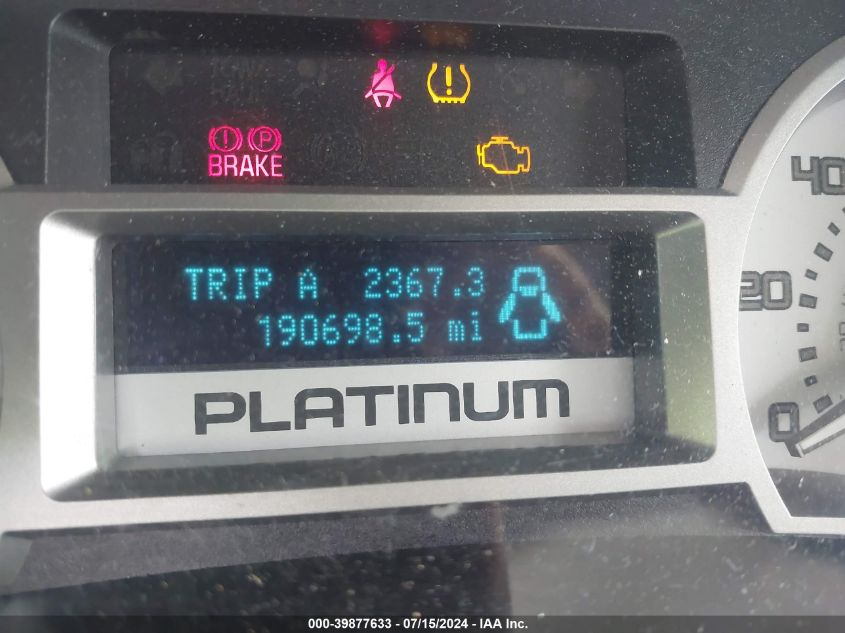 BRAKE
TRIP A 2367.3
190698.5 mi
PLATINUM
40
20
0
000-39877633 - 07/15/2024 - IAA Inc.